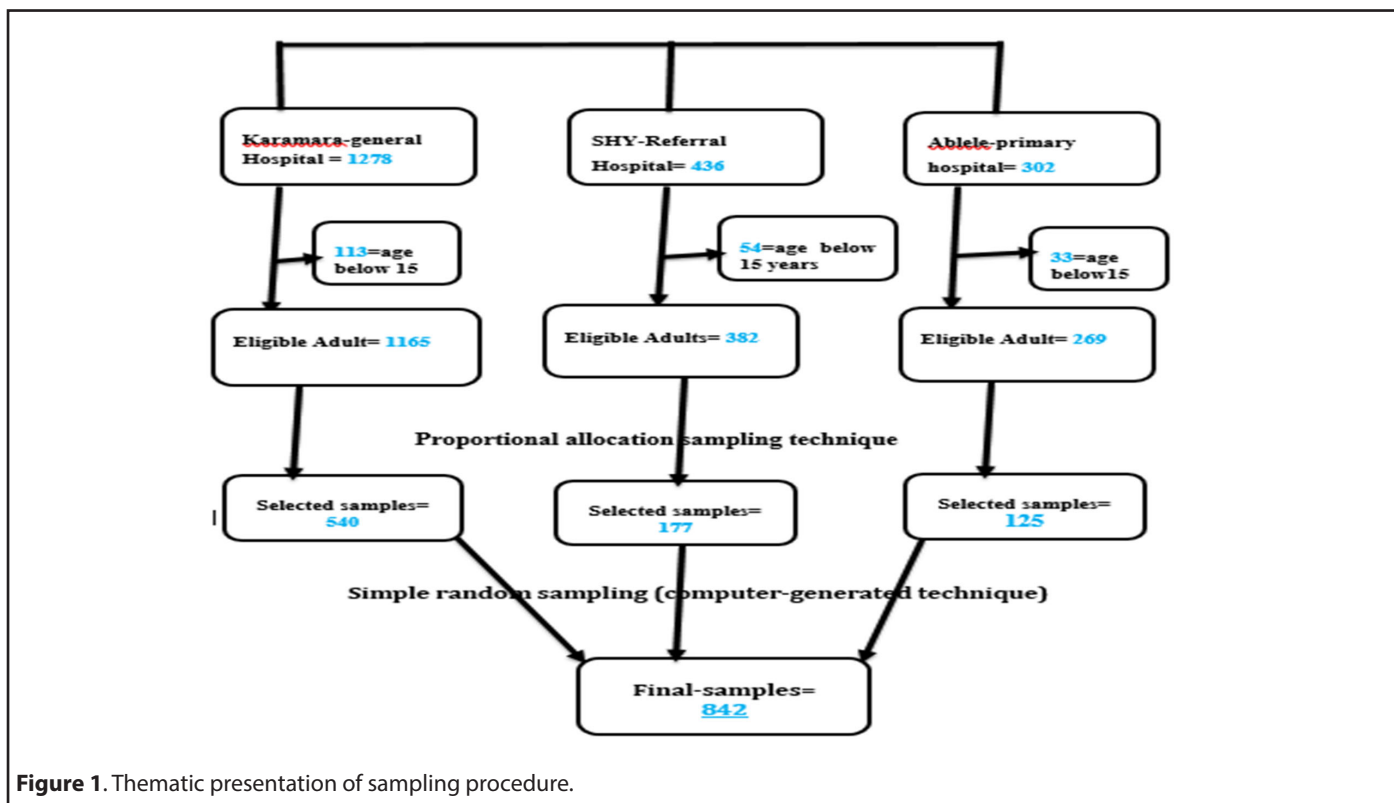 Karamara-general
Hospital = 1278
SHY-Referral
Hospital= 436
Ablele-primary
hospital= 302
113=age
below 15
54=age below
15 years
33=age
below15
Eligible Adult= 1165
Eligible Adults= 382
Eligible Adult= 269
Proportional allocation sampling technique
Selected samples=
540
Selected samples=
177
Selected samples=
125
Simple random sampling (computer-generated technique)
Final-samples=
842
Figure 1. Thematic presentation of sampling procedure.